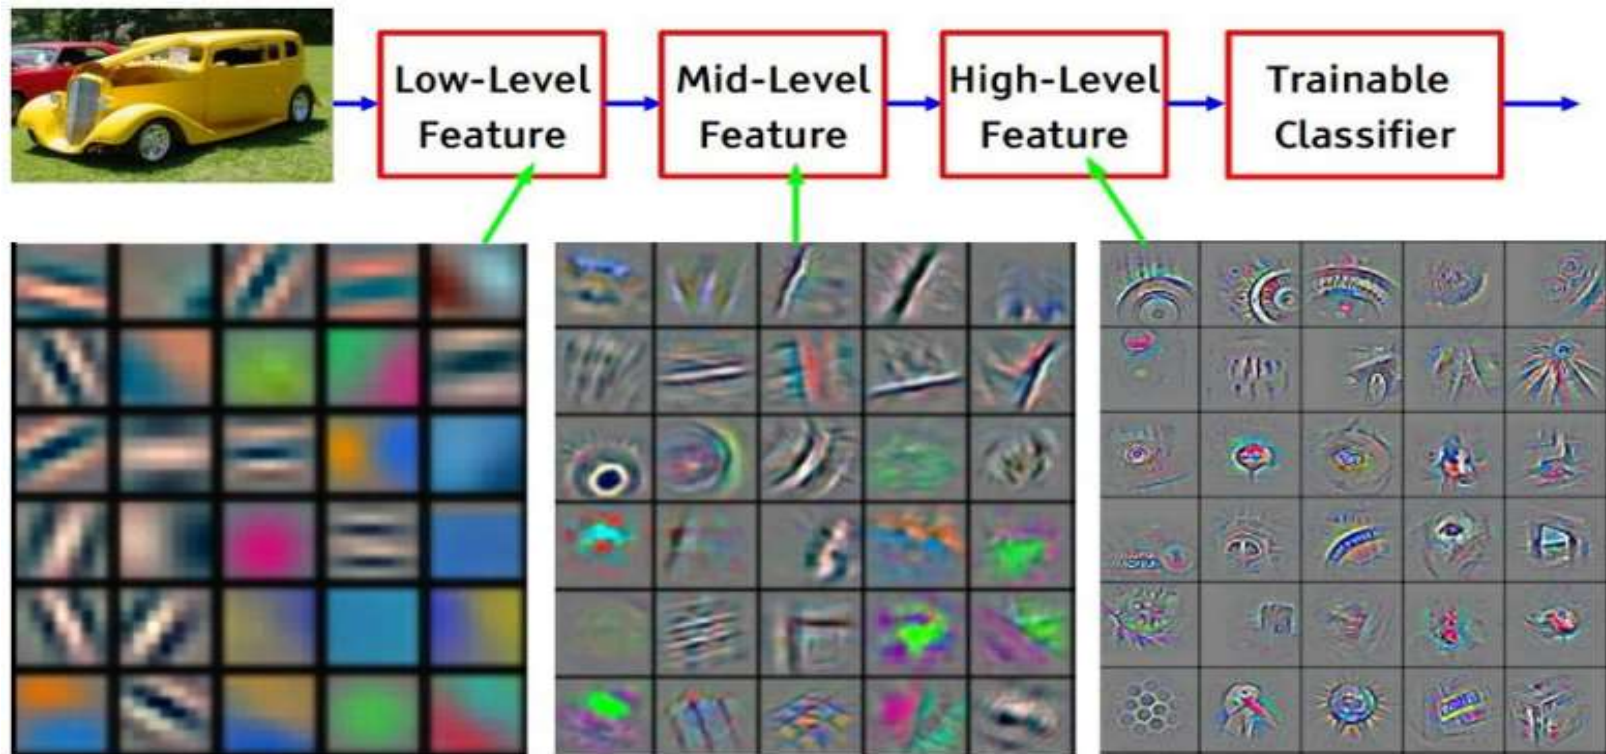 Low-Level
Feature
Mid-Level
Feature
High-Level
Feature
Trainable
Classifier